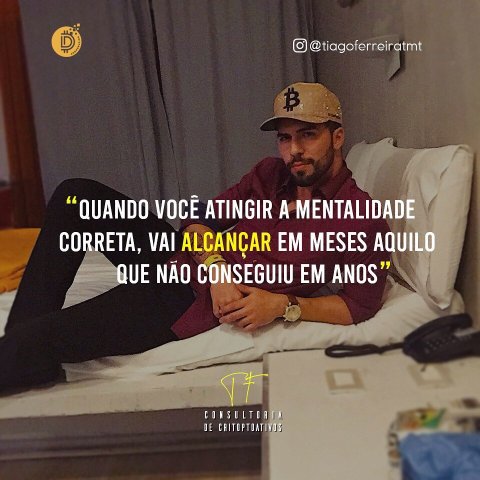 @tiagoferreiratmt
“QUANDO VOCÊ ATINGIR A MENTALIDADE
CORRETA, VAI ALCANÇAR EM MESES AQUILO
QUE NÃO CONSEGUIU EM ANOS”
TF
CONSULTORIA
DE CRITOPTOATIVOS